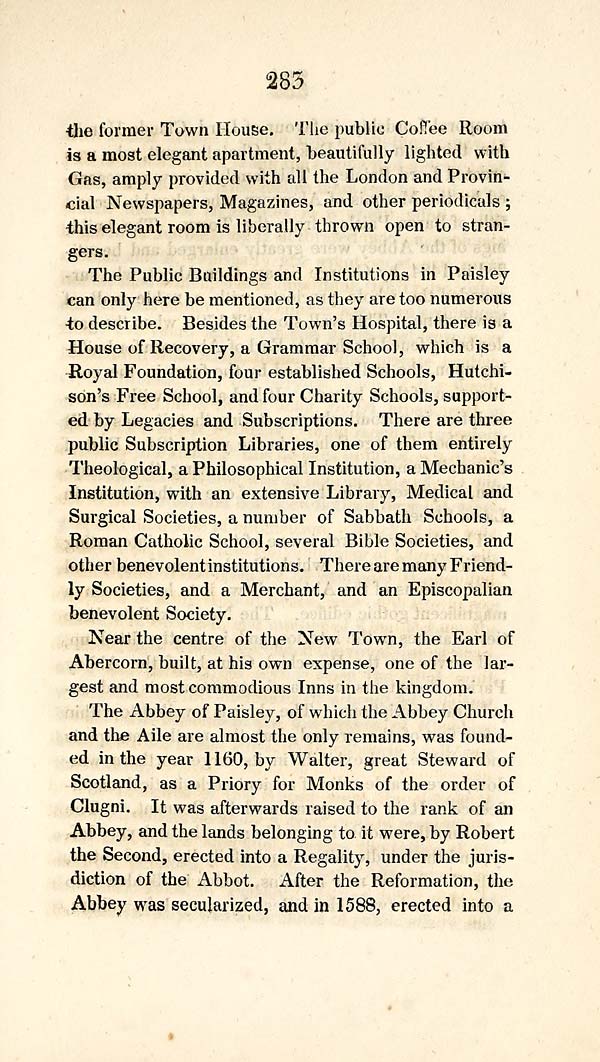 283
the former Town House. The public Coffee Room
is a most elegant apartment, beautifully lighted with
Gas, amply provided with all the London and Provin-
cial Newspapers, Magazines, and other periodicals ;
this elegant room is liberally thrown open to stran-
gers.
The Public Buildings and Institutions in Paisley
can only here be mentioned, as they are too numerous
to describe. Besides the Town's Hospital, there is a
House of Recovery, a Grammar School, which is a
Royal Foundation, four established Schools, Hutchi-
son's Free School, and four Charity Schools, support-
ed by Legacies and Subscriptions. There are three
public Subscription Libraries, one of them entirely
Theological, a Philosophical Institution, a Mechanic's
Institution, with an extensive Library, Medical and
Surgical Societies, a number of Sabbath Schools, a
Roman Catholic School, several Bible Societies, and
other benevolent institutions. There are many Friend-
ly Societies, and a Merchant, and an Episcopalian
benevolent Society.
Near the centre of the New Town, the Earl of
Abercorn, built, at his own expense, one of the lar-
gest and most commodious Inns in the kingdom.
The Abbey of Paisley, of which the Abbey Church
and the Aile are almost the only remains, was found-
ed in the year 1160, by Walter, great Steward of
Scotland, as a Priory for Monks of the order of
Clugni. It was afterwards raised to the rank of an
Abbey, and the lands belonging to it were, by Robert
the Second, erected into a Regality, under the juris-
diction of the Abbot. After the Reformation, the
Abbey was secularized, and in 1588, erected into a